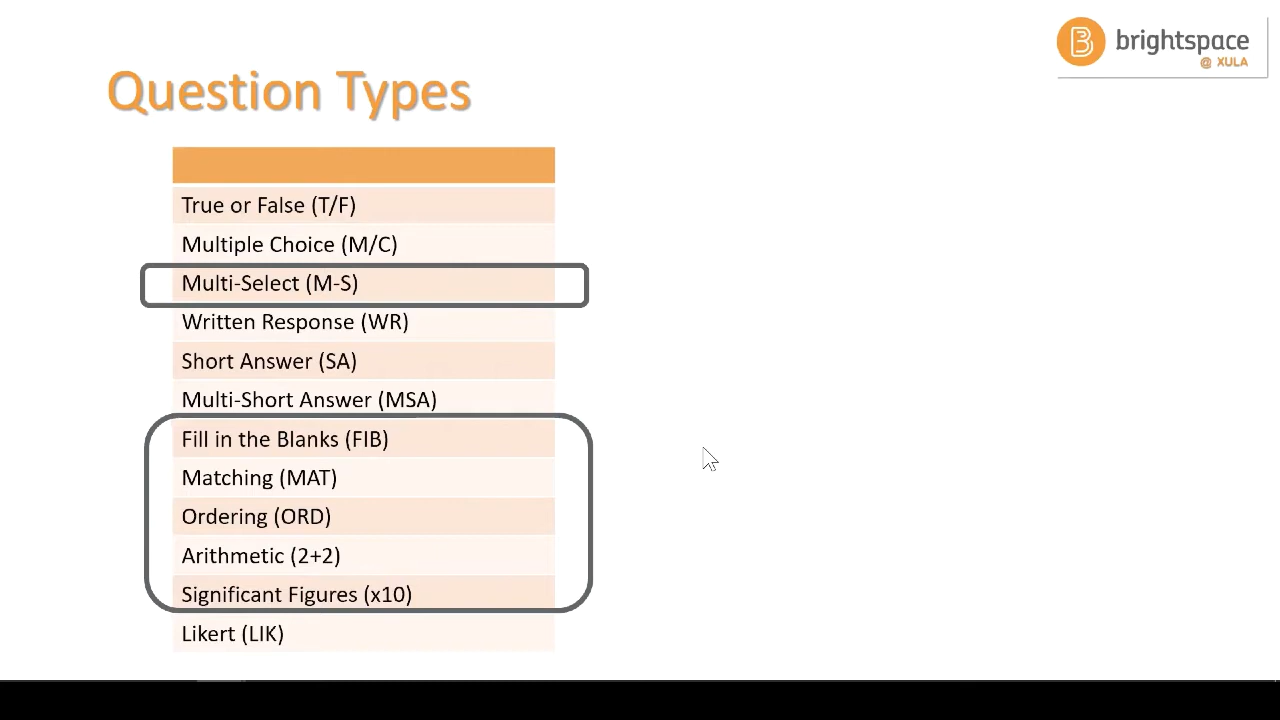 brightspace
@ XULA
Question Types
True or False (T/F)
Multiple Choice (M/C)
Multi-Select (M-S)
Written Response (WR)
Short Answer (SA)
Multi-Short Answer (MSA)
Fill in the Blanks (FIB)
Matching (MAT)
Ordering (ORD)
Arithmetic (2+2)
Significant Figures (x10)
Likert (LIK)